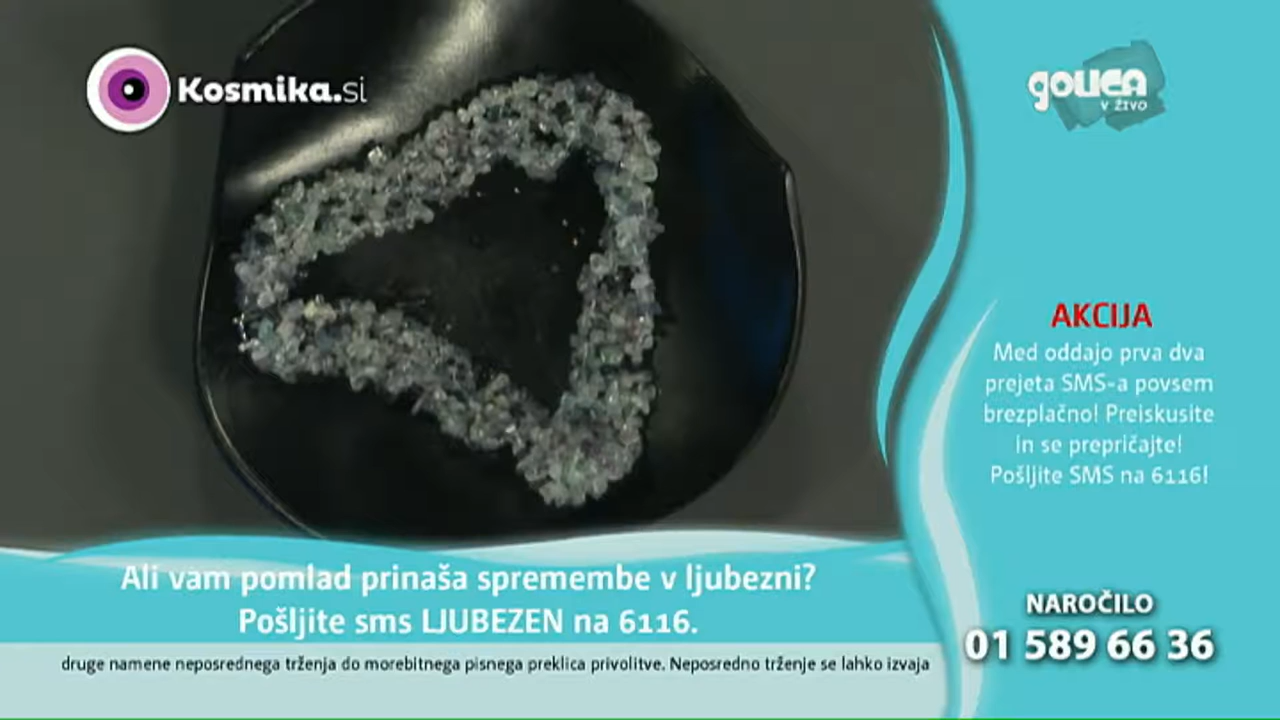 Kosmika.si
GOLICA
V ŽIVO
AKCIJA
Med oddajo prva dva
prejeta SMS-a povsem
brezplačno! Preiskusite
in se prepričajte!
Pošljite SMS na 6116!
Ali vam pomlad prinaša spremembe v ljubezni?
Pošljite sms LJUBEZEN na 6116.
NAROČILO
01 589 66 36
druge namene neposrednega trženja do morebitnega pisnega preklica privolitve. Neposredno trženje se lahko izvaja